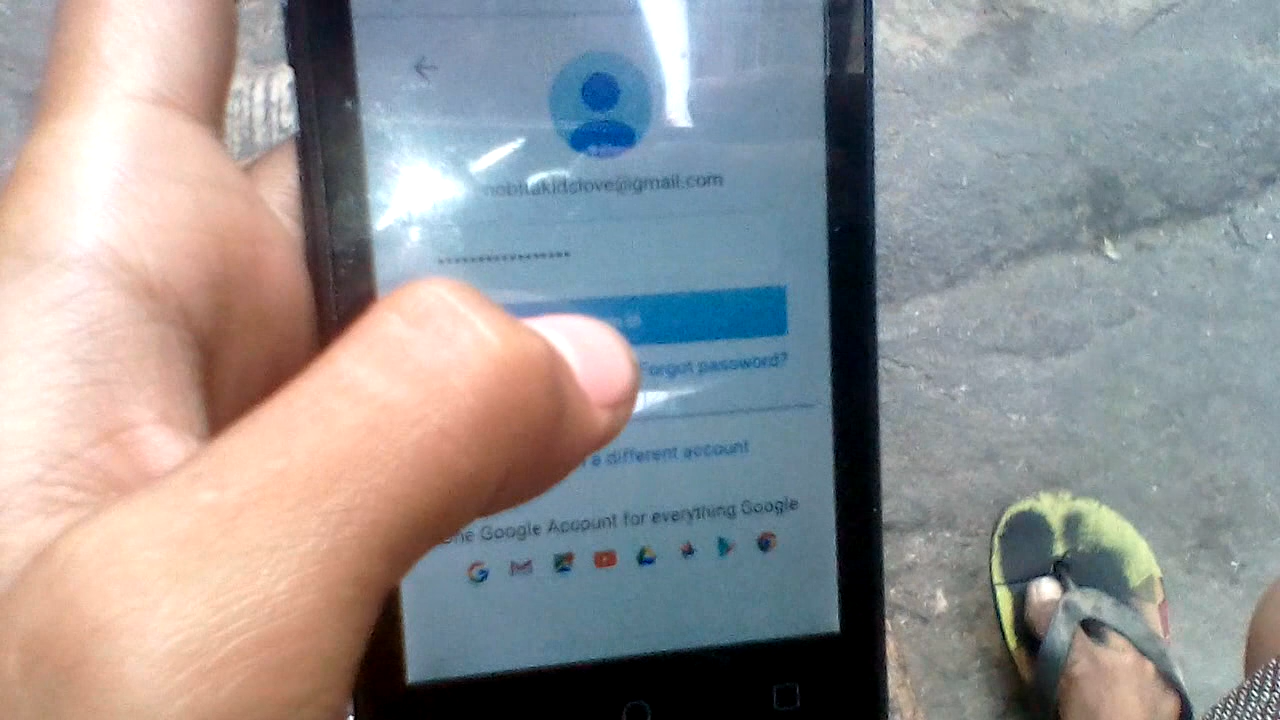 nobitakidslove@gmail.com
Forgot password?
a different account
One Google Account for everything Google